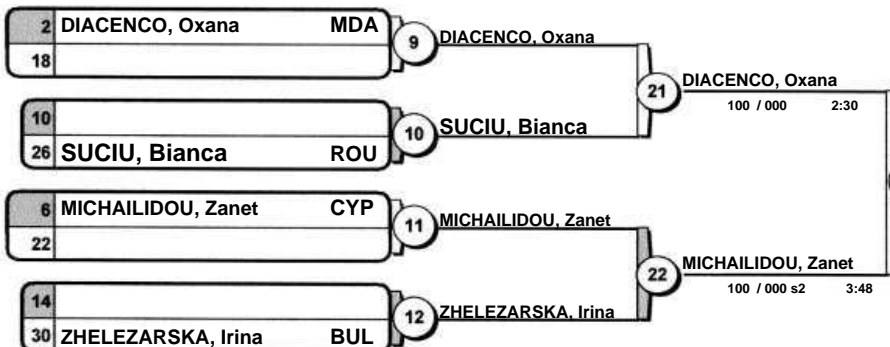 2 DIACENCO, Oxana MDA
18
9
DIACENCO, Oxana
10
26 SUCIU, Bianca ROU
10
SUCIU, Bianca
21
DIACENCO, Oxana
100 / 000 2:30
6 MICHAILIDOU, Zanet CYP
22
11
MICHAILIDOU, Zanet
14
30 ZHELEZARSKA, Irina BUL
12
ZHELEZARSKA, Irina
22
MICHAILIDOU, Zanet
100 / 000 s2 3:48